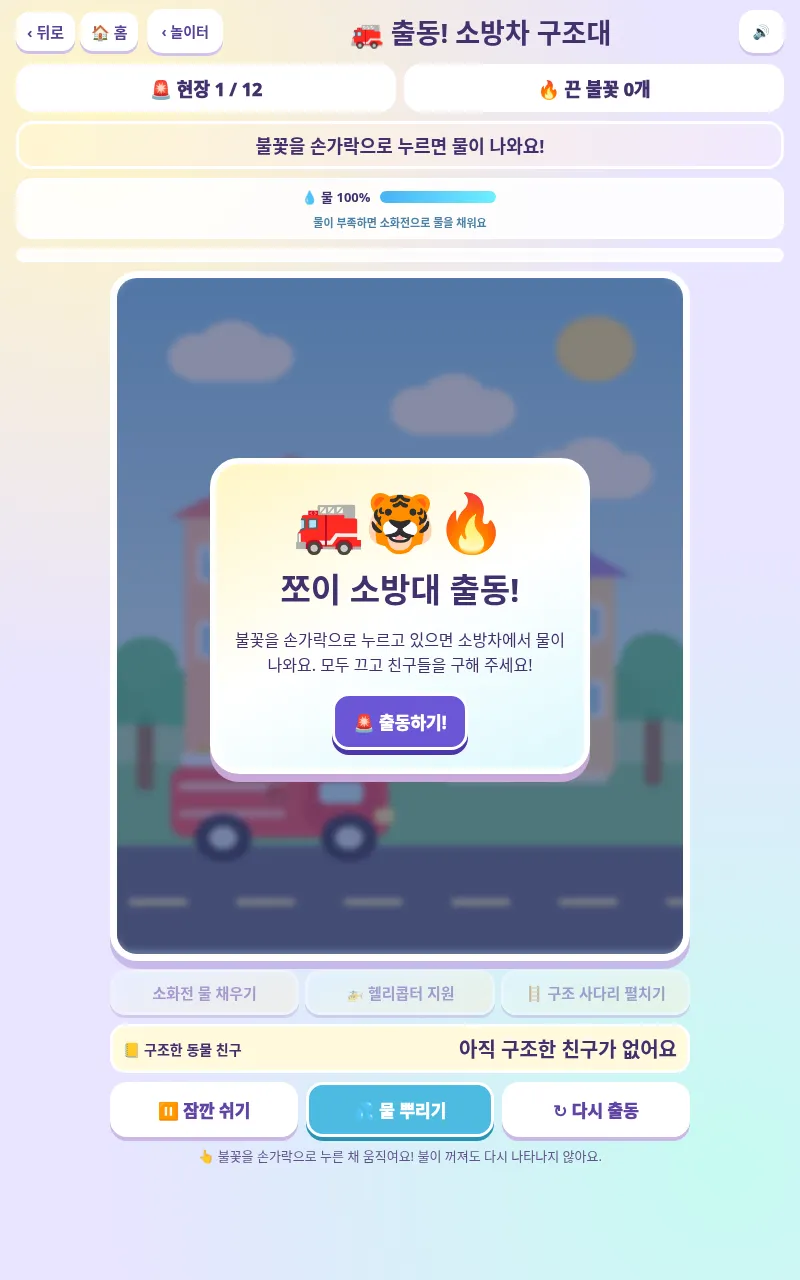 ‹ 뒤로
🏠 홈
‹ 놀이터
🚒 출동! 소방차 구조대
🔊
🚨 현장 1 / 12
🔥 끈 불꽃 0개
불꽃을 손가락으로 누르면 물이 나와요!
💧 물 100%
물이 부족하면 소화전으로 물을 채워요
쪼이 소방대 출동!
불꽃을 손가락으로 누르고 있으면 소방차에서 물이
나와요. 모두 끄고 친구들을 구해 주세요!
🚨 출동하기!
소화전 물 채우기
🚁 헬리콥터 지원
🪜 구조 사다리 펼치기
📒 구조한 동물 친구
아직 구조한 친구가 없어요
⏸️ 잠깐 쉬기
💦 물 뿌리기
↻ 다시 출동
👆 불꽃을 손가락으로 누른 채 움직여요! 불이 꺼져도 다시 나타나지 않아요.